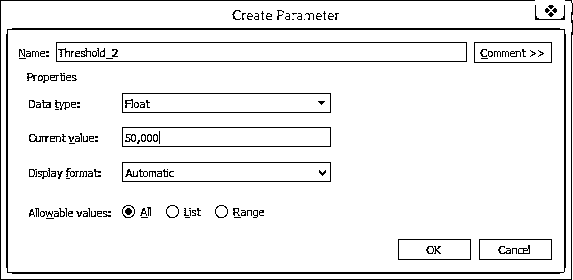 Create Parameter
Name: Threshold_2 Comment >>
Properties
Data type: Float
Current value: 50,000
Display format: Automatic
Allowable values: All List Range
OK Cancel